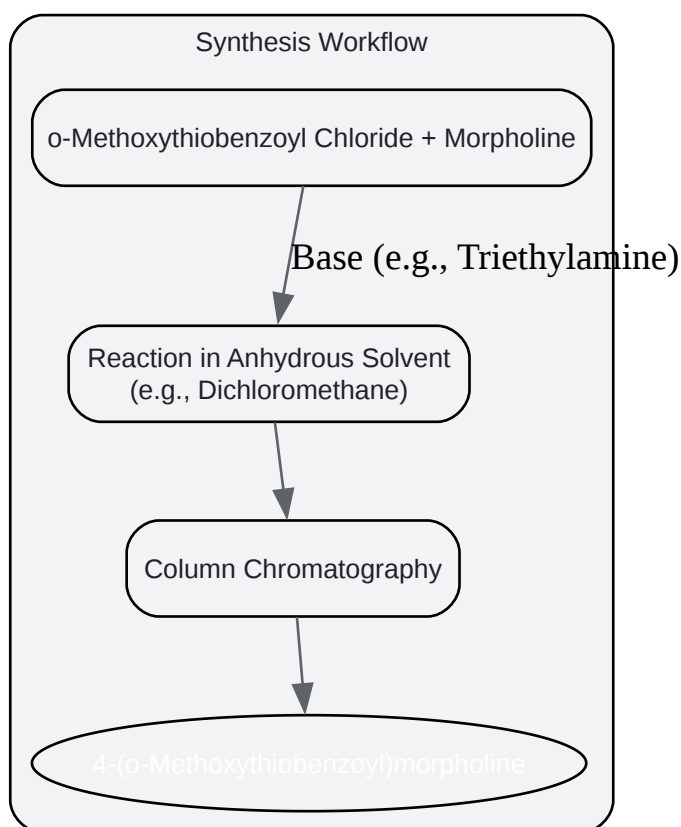 Synthesis Workflow
o-Methoxythiobenzoyl Chloride + Morpholine
Base (e.g., Triethylamine)
Reaction in Anhydrous Solvent
(e.g., Dichloromethane)
Column Chromatography
4-(o-Methoxythiobenzoyl)morpholine